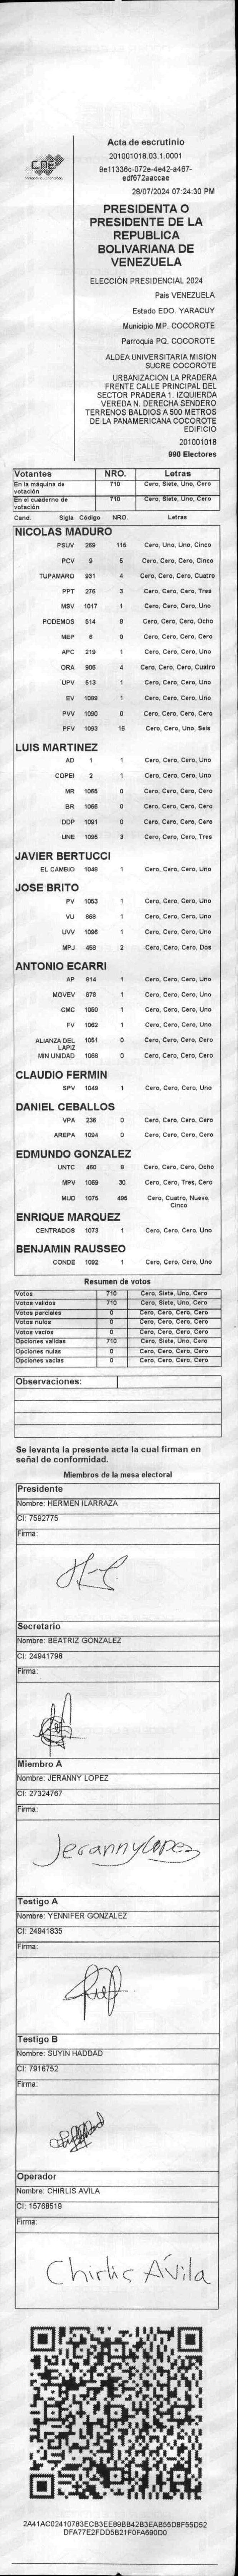 CNE
Acta de escrutinio
201001018.03.1.0001
9e11336c-072e-4e42-a467-
edf672aaccae
28/07/2024 07:24:30 PM
PRESIDENTA O
PRESIDENTE DE LA
REPUBLICA
BOLIVARIANA DE
VENEZUELA
ELECCIÓN PRESIDENCIAL 2024
País VENEZUELA
Estado EDO. YARACUY
Municipio MP. COCOROTE
Parroquia PQ. COCOROTE
ALDEA UNIVERSITARIA MISION
SUCRE COCOROTE
URBANIZACIÓN LA PRADERA
FRENTE CALLE PRINCIPAL DEL
SECTOR PRADERA 1. IZQUIERDA
VEREDA N. DERECHA SENDERO
TERRENOS BALDIOS A 500 METROS
DE LA PANAMERICANA COCOROTE
EDIFICIO
201001018
990 Electores
Votantes NRO. Letras
En la máquina de votación 710 Cero, Siete, Uno, Cero
En el cuaderno de votación 710 Cero, Siete, Uno, Cero
Cand. Sigla Código NRO. Letras
NICOLAS MADURO
PSUV 269 115 Cero, Uno, Uno, Cinco
PCV 9 5 Cero, Cero, Cero, Cinco
TUPAMARO 931 4 Cero, Cero, Cero, Cuatro
PPT 276 3 Cero, Cero, Cero, Tres
MSV 1017 1 Cero, Cero, Cero, Uno
PODEMOS 514 8 Cero, Cero, Cero, Ocho
MEP 6 0 Cero, Cero, Cero, Cero
APC 219 1 Cero, Cero, Cero, Uno
ORA 906 4 Cero, Cero, Cero, Cuatro
UPV 513 1 Cero, Cero, Cero, Uno
EV 1089 1 Cero, Cero, Cero, Uno
PVV 1090 0 Cero, Cero, Cero, Cero
PFV 1093 16 Cero, Cero, Uno, Seis
LUIS MARTINEZ
AD 1 1 Cero, Cero, Cero, Uno
COPEI 2 1 Cero, Cero, Cero, Uno
MR 1065 0 Cero, Cero, Cero, Cero
BR 1066 0 Cero, Cero, Cero, Cero
DDP 1091 0 Cero, Cero, Cero, Cero
UNE 1095 3 Cero, Cero, Cero, Tres
JAVIER BERTUCCI
EL CAMBIO 1048 1 Cero, Cero, Cero, Uno
JOSE BRITO
PV 1053 1 Cero, Cero, Cero, Uno
VU 868 1 Cero, Cero, Cero, Uno
UVV 1096 1 Cero, Cero, Cero, Uno
MPJ 458 2 Cero, Cero, Cero, Dos
ANTONIO ECARRI
AP 814 1 Cero, Cero, Cero, Uno
MOVEV 878 1 Cero, Cero, Cero, Uno
CMC 1050 1 Cero, Cero, Cero, Uno
FV 1062 1 Cero, Cero, Cero, Uno
ALIANZA DEL LAPIZ 1051 0 Cero, Cero, Cero, Cero
MIN UNIDAD 1068 0 Cero, Cero, Cero, Cero
CLAUDIO FERMIN
SPV 1049 1 Cero, Cero, Cero, Uno
DANIEL CEBALLOS
VPA 236 0 Cero, Cero, Cero, Cero
AREPA 1094 0 Cero, Cero, Cero, Cero
EDMUNDO GONZALEZ
UNTC 460 8 Cero, Cero, Cero, Ocho
MPV 1069 30 Cero, Cero, Tres, Cero
MUD 1075 495 Cero, Cuatro, Nueve, Cinco
ENRIQUE MARQUEZ
CENTRADOS 1073 1 Cero, Cero, Cero, Uno
BENJAMIN RAUSSEO
CONDE 1092 1 Cero, Cero, Cero, Uno
Resumen de votos
Votos 710 Cero, Siete, Uno, Cero
Votos validos 710 Cero, Siete, Uno, Cero
Votos parciales 0 Cero, Cero, Cero, Cero
Votos nulos 0 Cero, Cero, Cero, Cero
Votos vacíos 0 Cero, Cero, Cero, Cero
Opciones validas 710 Cero, Siete, Uno, Cero
Opciones nulas 0 Cero, Cero, Cero, Cero
Opciones vacías 0 Cero, Cero, Cero, Cero
Observaciones:
Se levanta la presente acta la cual firman en
señal de conformidad.
Miembros de la mesa electoral
Presidente
Nombre: HERMEN ILARRAZA
CI: 7592775
Firma:
Secretario
Nombre: BEATRIZ GONZALEZ
CI: 24941798
Firma:
Miembro A
Nombre: JERANNY LOPEZ
CI: 27324767
Firma:
Jerannylopez
Testigo A
Nombre: YENNIFER GONZALEZ
CI: 24941835
Firma:
Testigo B
Nombre: SUYIN HADDAD
CI: 7916752
Firma:
Operador
Nombre: CHIRLIS AVILA
CI: 15768519
Firma:
Chirlis Avila
2A41AC02410783ECB3EE89BB42B3EAB55D8F55D52
DFA77E2FDD5B21F0FA690D0